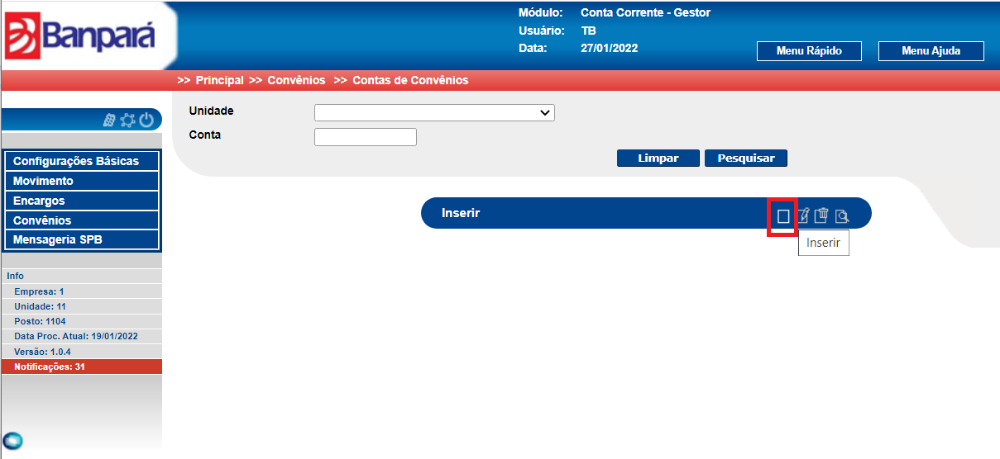 Banpará
Módulo: Conta Corrente - Gestor
Usuário: TB
Data: 27/01/2022
Menu Rápido
Menu Ajuda
>> Principal >> Convênios >> Contas de Convênios
Unidade
Conta
Limpar
Pesquisar
Configurações Básicas
Movimento
Encargos
Convênios
Mensageria SPB
Inserir
Inserir
Info
Empresa: 1
Unidade: 11
Posto: 1104
Data Proc. Atual: 19/01/2022
Versão: 1.0.4
Notificações: 31